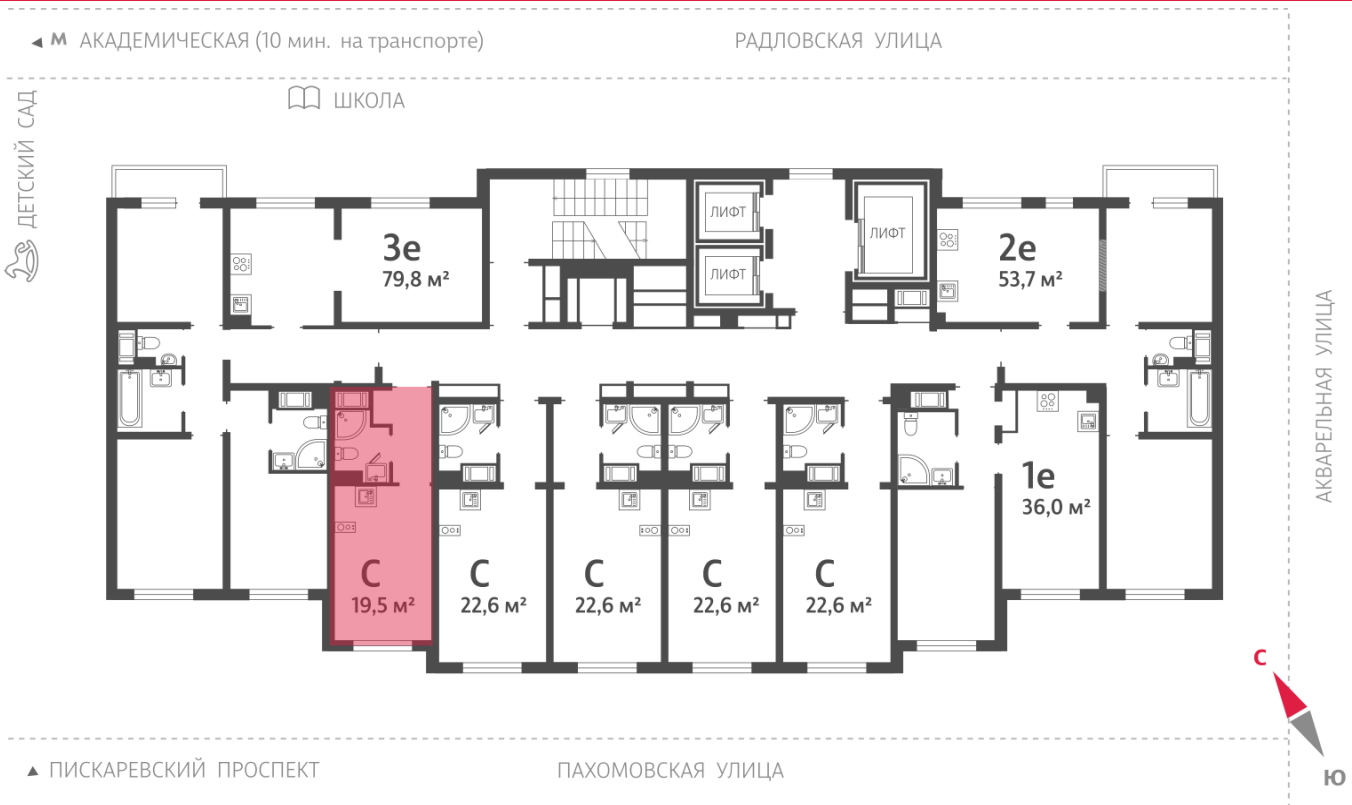 М АКАДЕМИЧЕСКАЯ (10 мин. на транспорте)
РАДЛОВСКАЯ УЛИЦА
ШКОЛА
ДЕТСКИЙ САД
3е
79,8 м²
ЛИФТ
ЛИФТ
ЛИФТ
2е
53,7 м²
АКВАРЕЛЬНАЯ УЛИЦА
1е
36,0 м²
С
19,5 м²
С
22,6 м²
С
22,6 м²
С
22,6 м²
С
22,6 м²
С
Ю
ПИСКАРЕВСКИЙ ПРОСПЕКТ
ПАХОМОВСКАЯ УЛИЦА